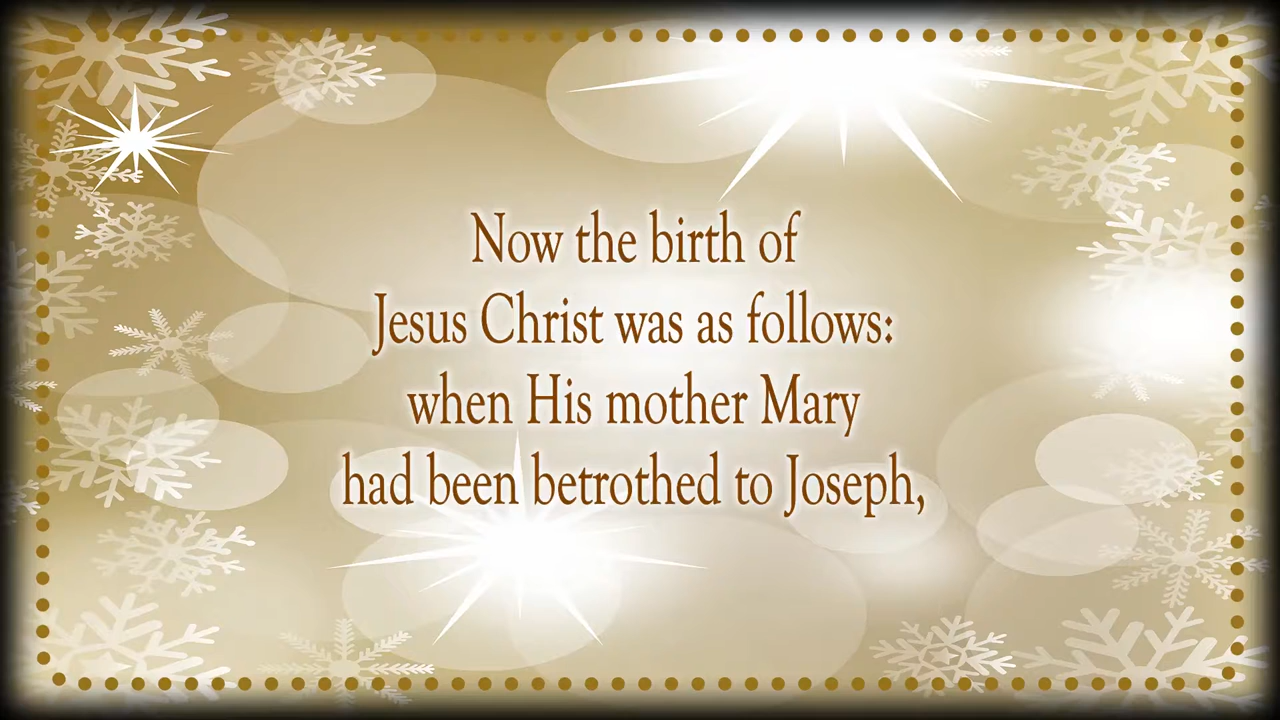 Now the birth of
Jesus Christ was as follows:
when His mother Mary
had been betrothed to Joseph,